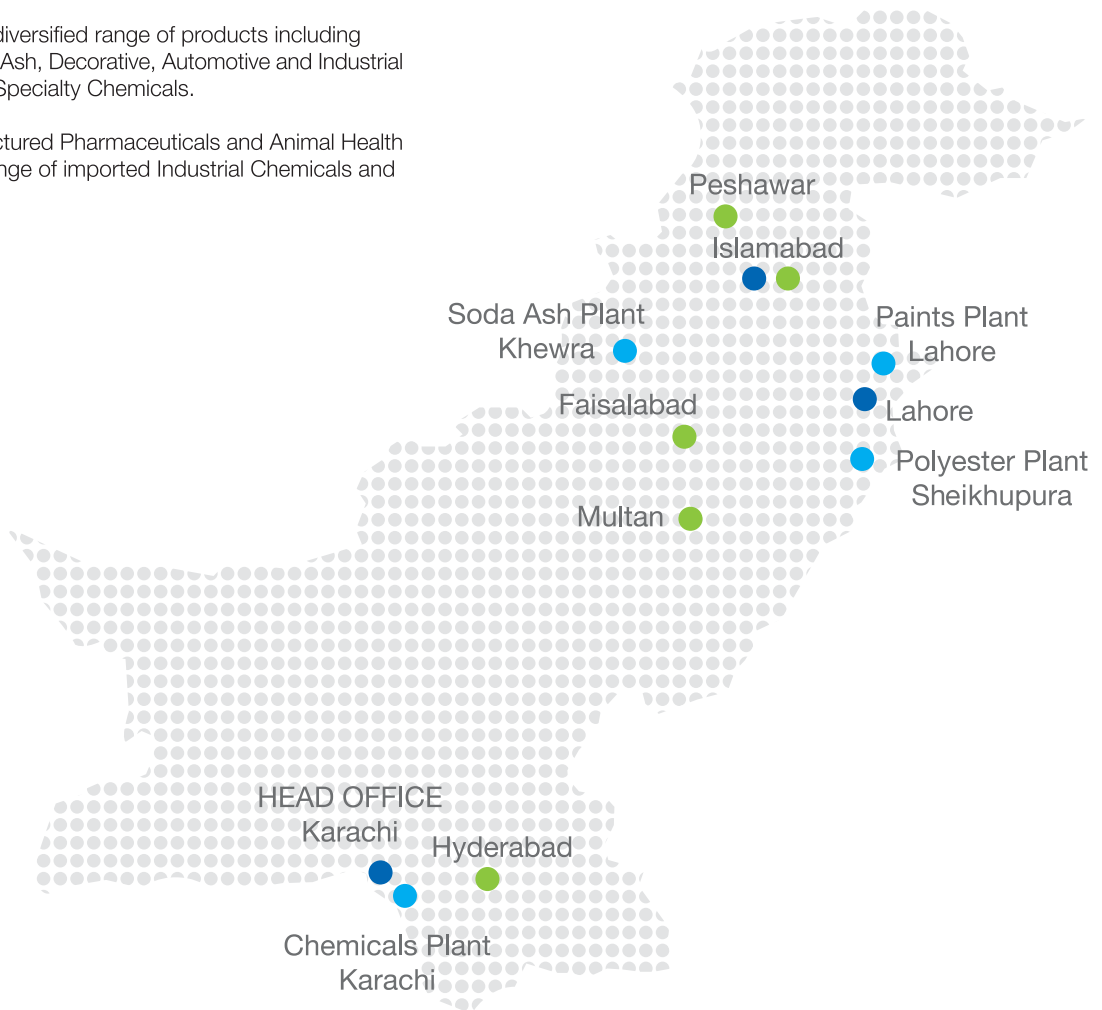 diversified range of products including
Ash, Decorative, Automotive and Industrial
Specialty Chemicals.
ctured Pharmaceuticals and Animal Health
nge of imported Industrial Chemicals and
Peshawar
Islamabad
Soda Ash Plant
Khewra
Paints Plant
Lahore
Faisalabad
Lahore
Polyester Plant
Sheikhupura
Multan
HEAD OFFICE
Karachi
Hyderabad
Chemicals Plant
Karachi